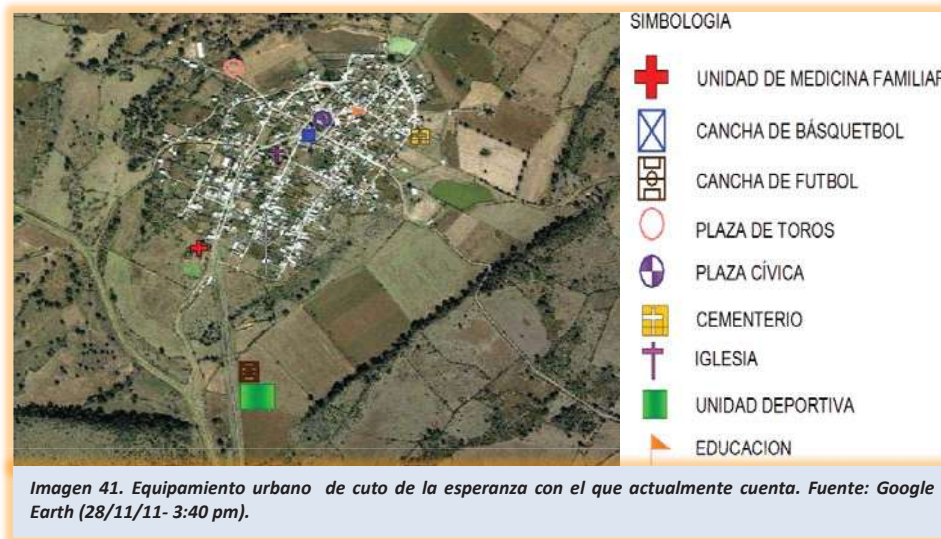 SIMBOLOGIA
UNIDAD DE MEDICINA FAMILIAR
CANCHA DE BÁSQUETBOL
CANCHA DE FUTBOL
PLAZA DE TOROS
PLAZA CÍVICA
CEMENTERIO
IGLESIA
UNIDAD DEPORTIVA
EDUCACION
Imagen 41. Equipamiento urbano de cuto de la esperanza con el que actualmente cuenta. Fuente: Google
Earth (28/11/11- 3:40 pm).